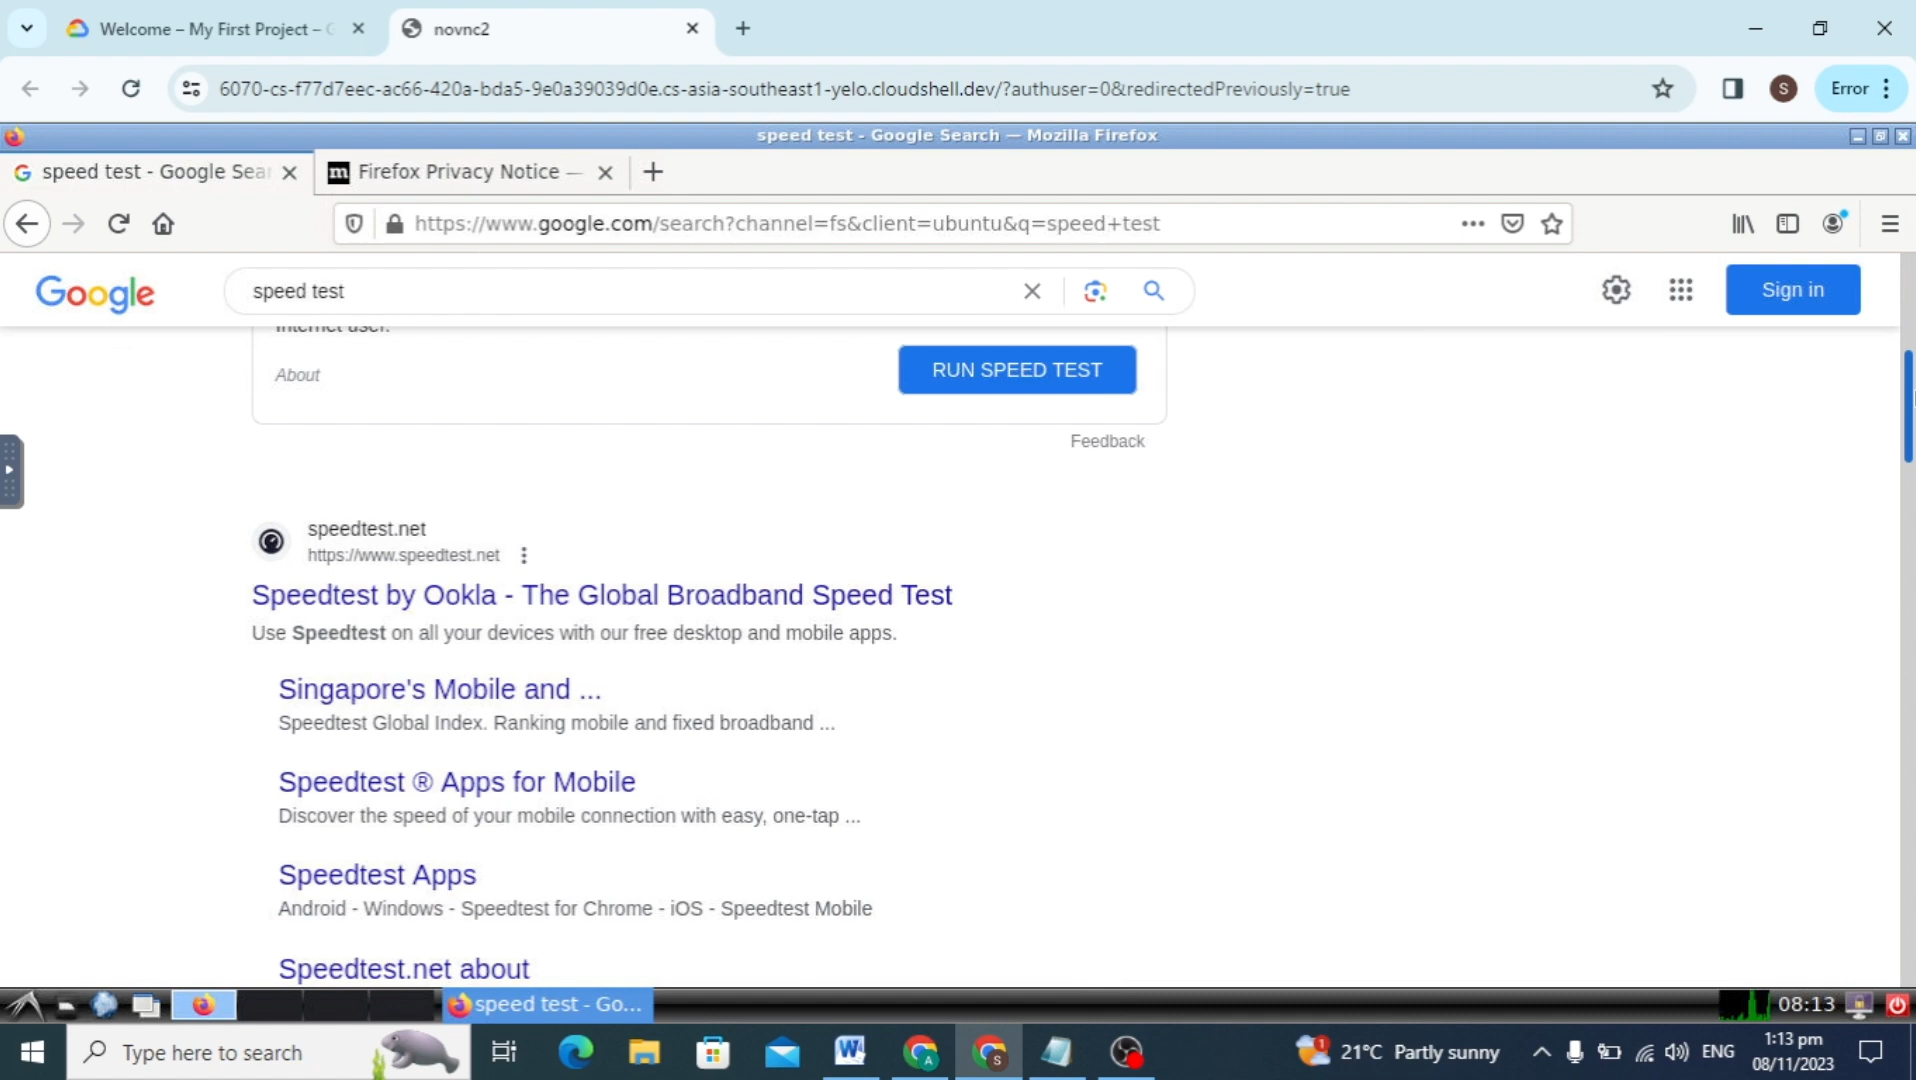 Welcome – My First Project – G
novnc2
6070-cs-f77d7eec-ac66-420a-bda5-9e0a39039d0e.cs-asia-southeast1-yelo.cloudshell.dev/?authuser=0&redirectedPreviously=true
S
Error
speed test - Google Search — Mozilla Firefox
speed test - Google Sear
m
Firefox Privacy Notice —
https://www.google.com/search?channel=fs&client=ubuntu&q=speed+test
Google
speed test
Sign in
Internet user.
About
RUN SPEED TEST
Feedback
speedtest.net
https://www.speedtest.net
Speedtest by Ookla - The Global Broadband Speed Test
Use Speedtest on all your devices with our free desktop and mobile apps.
Singapore's Mobile and ...
Speedtest Global Index. Ranking mobile and fixed broadband ...
Speedtest ® Apps for Mobile
Discover the speed of your mobile connection with easy, one-tap ...
Speedtest Apps
Android - Windows - Speedtest for Chrome - iOS - Speedtest Mobile
Speedtest.net about
speed test - Go...
08:13
Type here to search
W
A
S
1
21°C Partly sunny
ENG
1:13 pm
08/11/2023